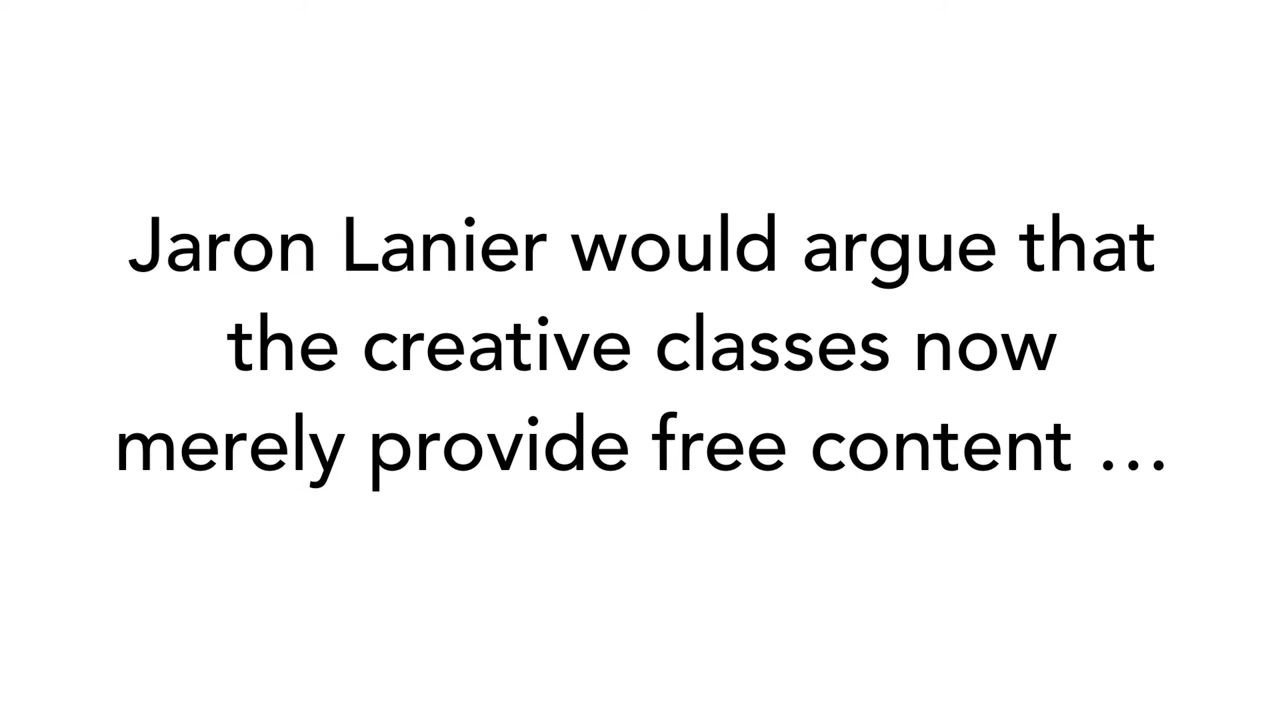 Jaron Lanier would argue that
the creative classes now
merely provide free content …